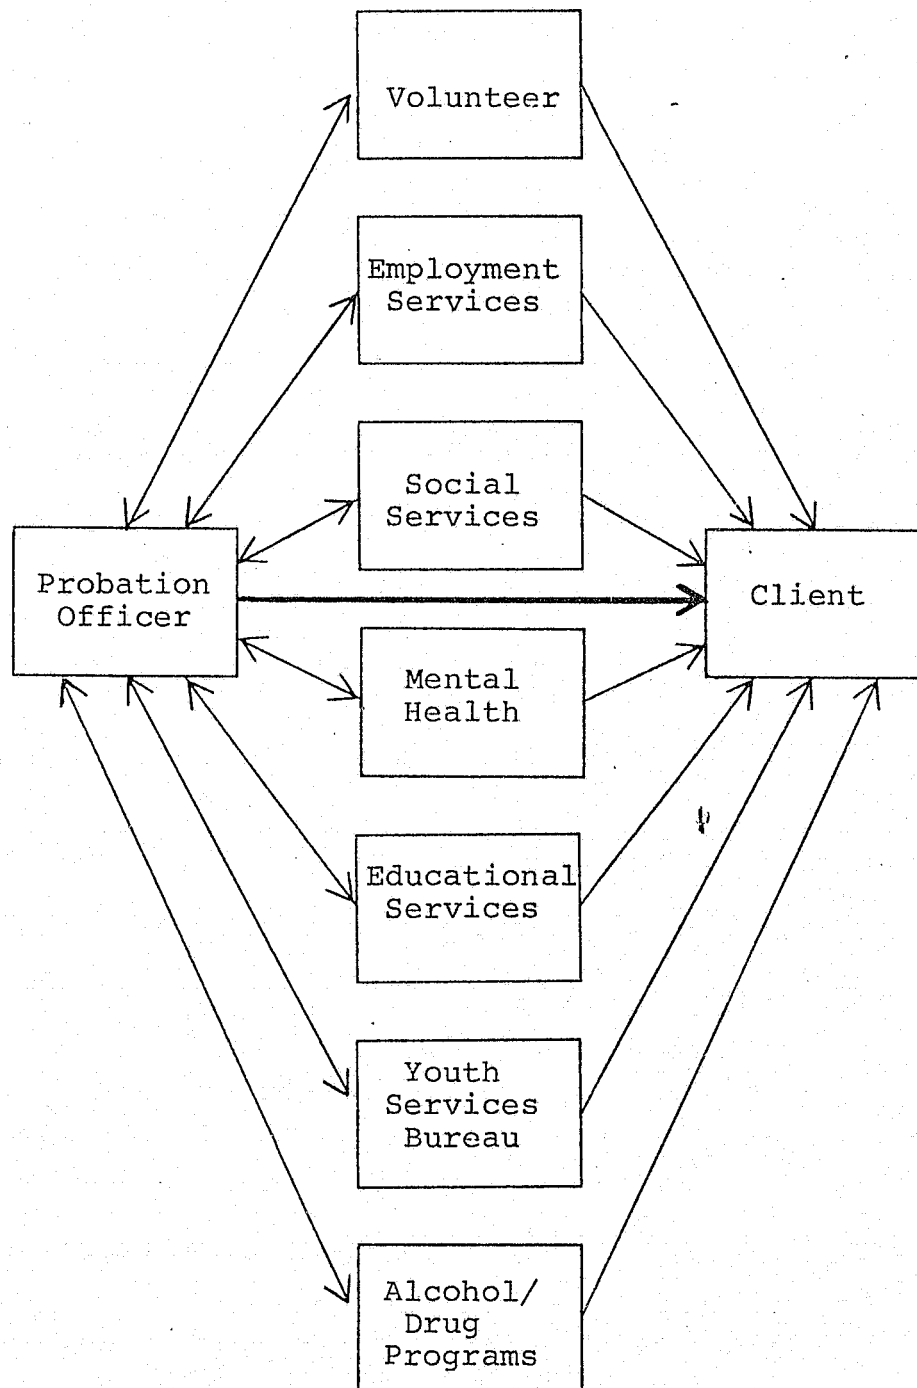 Volunteer
Employment
Services
Social
Services
Probation
Officer
Client
Mental
Health
Educational
Services
Youth
Services
Bureau
Alcohol/
Drug
Programs